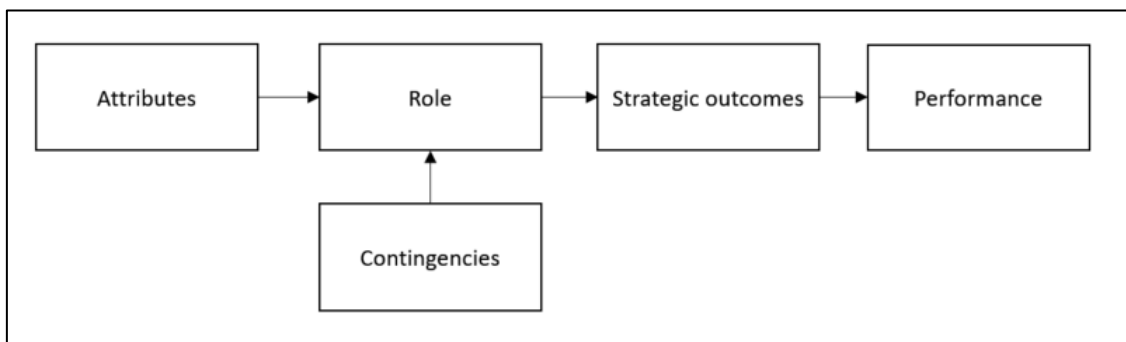 Attributes
Role
Strategic outcomes
Performance
Contingencies